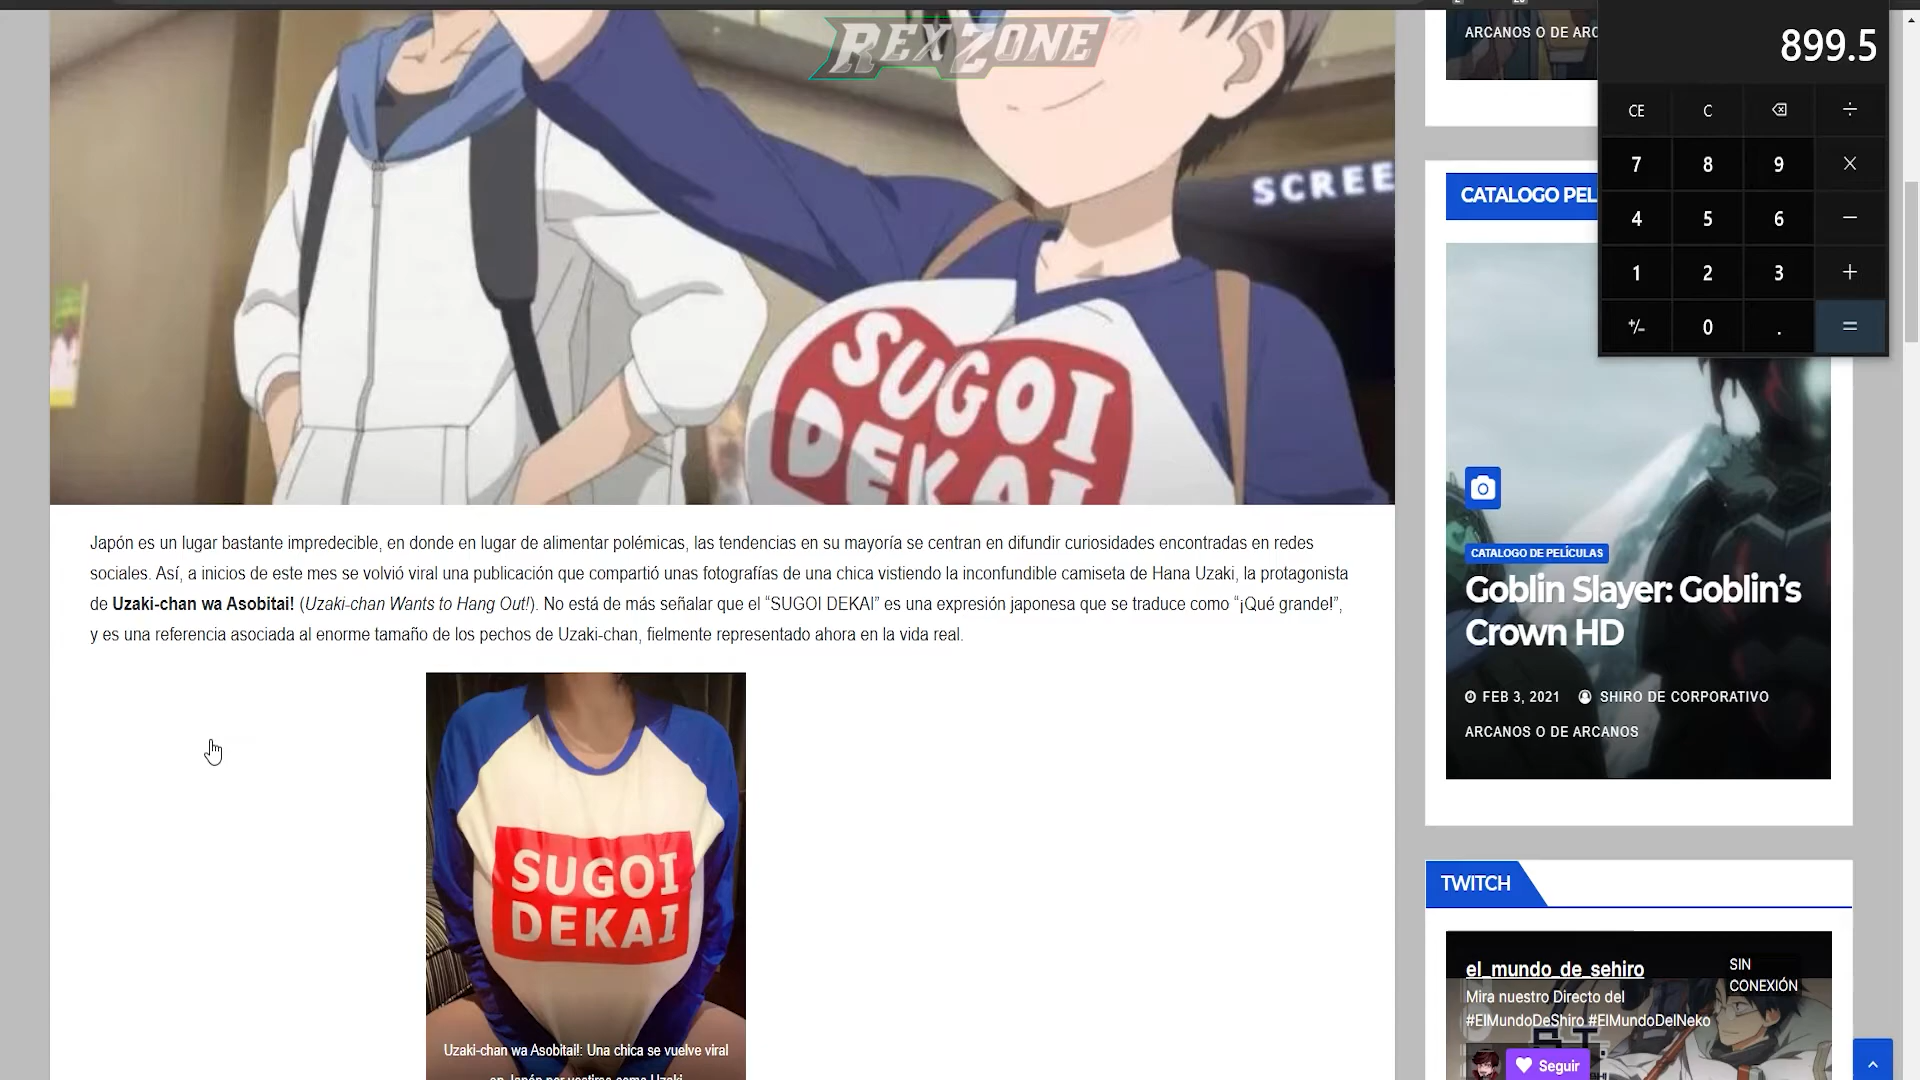 REXZONE
SCREE
SUGOI
DEKAI
Japón es un lugar bastante impredecible, en donde en lugar de alimentar polémicas, las tendencias en su mayoría se centran en difundir curiosidades encontradas en redes
sociales. Así, a inicios de este mes se volvió viral una publicación que compartió unas fotografías de una chica vistiendo la inconfundible camiseta de Hana Uzaki, la protagonista
de Uzaki-chan wa Asobitai! (Uzaki-chan Wants to Hang Out!). No está de más señalar que el “SUGOI DEKAI” es una expresión japonesa que se traduce como “¡Qué grande!”,
y es una referencia asociada al enorme tamaño de los pechos de Uzaki-chan, fielmente representado ahora en la vida real.
SUGOI
DEKAI
Uzaki-chan wa Asobitai!: Una chica se vuelve viral
en Japón por vestirse como Uzaki
ARCANOS O DE ARC
899.5
CE C ÷
7 8 9 ×
4 5 6 −
1 2 3 +
+/− 0 . =
CATALOGO PEL
CATALOGO DE PELÍCULAS
Goblin Slayer: Goblin’s
Crown HD
FEB 3, 2021 SHIRO DE CORPORATIVO
ARCANOS O DE ARCANOS
TWITCH
el_mundo_de_sehiro
SIN
CONEXIÓN
Mira nuestro Directo del
#ElMundoDeShiro #ElMundoDelNeko
Seguir